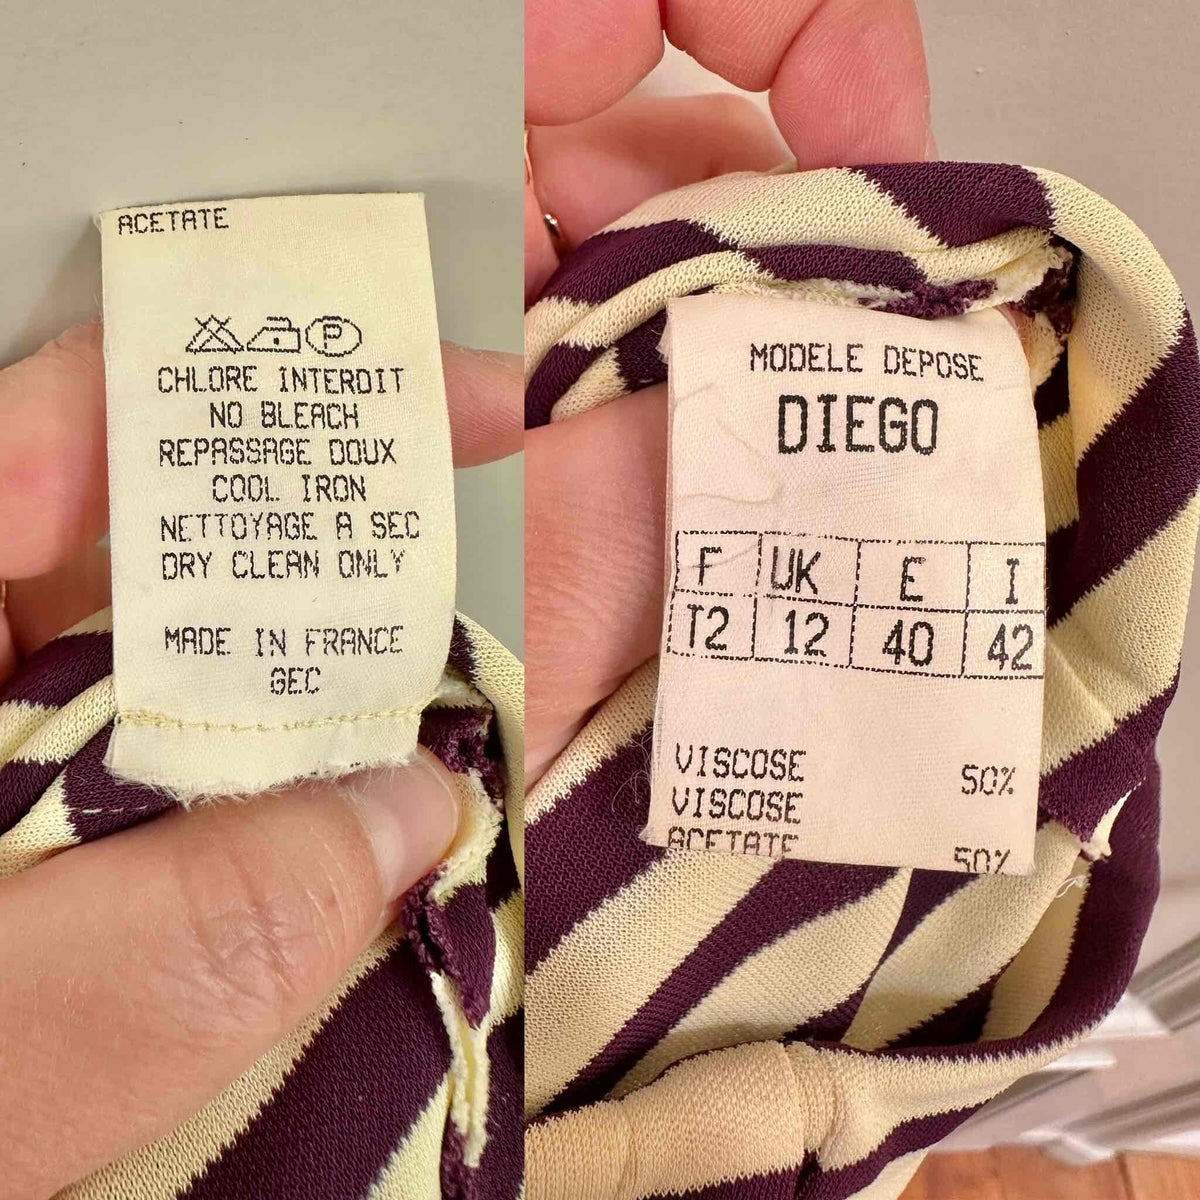 ACETATE
P
CHLORE INTERDIT
NO BLEACH
REPASSAGE DOUX
COOL IRON
NETTOYAGE A SEC
DRY CLEAN ONLY
MADE IN FRANCE
GEC
MODELE DEPOSE
DIEGO
F UK E I
T2 12 40 42
VISCOSE 50%
VISCOSE
ACETATE 50%